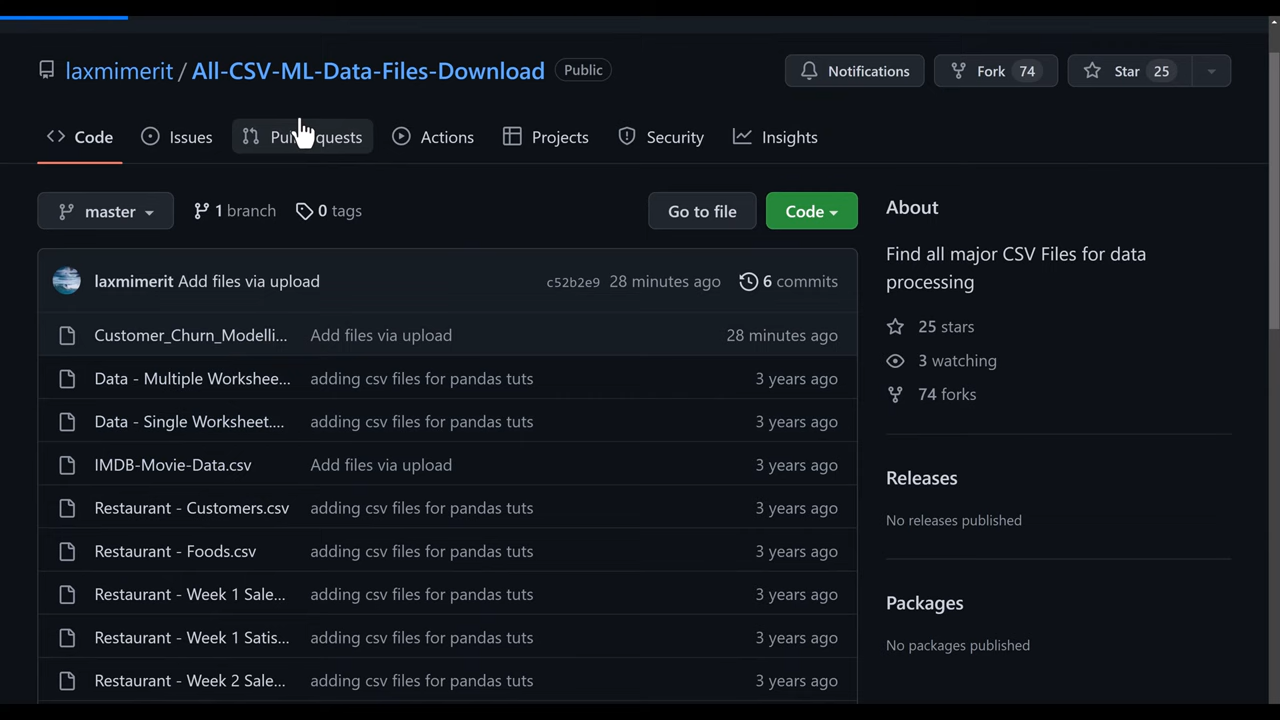 laxmimerit / All-CSV-ML-Data-Files-Download Public
Notifications Fork 74 Star 25
Code Issues Actions Projects Security Insights
master 1 branch 0 tags Go to file Code
laxmimerit Add files via upload c52b2e9 28 minutes ago 6 commits
Customer_Churn_Modelli... Add files via upload 28 minutes ago
Data - Multiple Workshee... adding csv files for pandas tuts 3 years ago
Data - Single Worksheet.... adding csv files for pandas tuts 3 years ago
IMDB-Movie-Data.csv Add files via upload 3 years ago
Restaurant - Customers.csv adding csv files for pandas tuts 3 years ago
Restaurant - Foods.csv adding csv files for pandas tuts 3 years ago
Restaurant - Week 1 Sale... adding csv files for pandas tuts 3 years ago
Restaurant - Week 1 Satis... adding csv files for pandas tuts 3 years ago
Restaurant - Week 2 Sale... adding csv files for pandas tuts 3 years ago
About
Find all major CSV Files for data
processing
25 stars
3 watching
74 forks
Releases
No releases published
Packages
No packages published